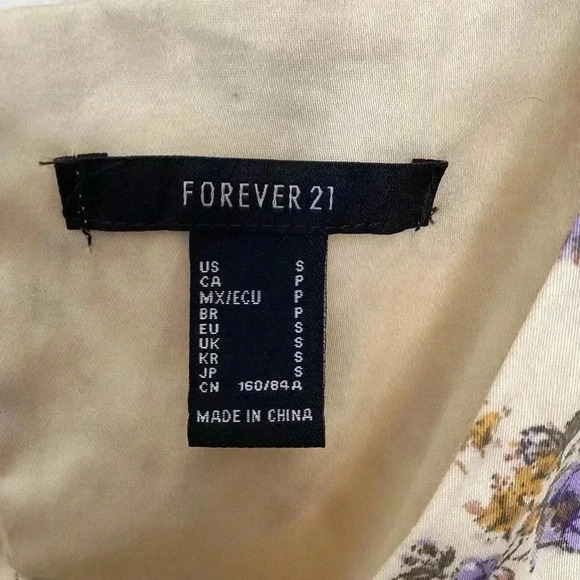 FOREVER 21
US S
CA P
MX/ECU P
BR P
EU S
UK S
KR S
JP S
CN 160/84A
MADE IN CHINA